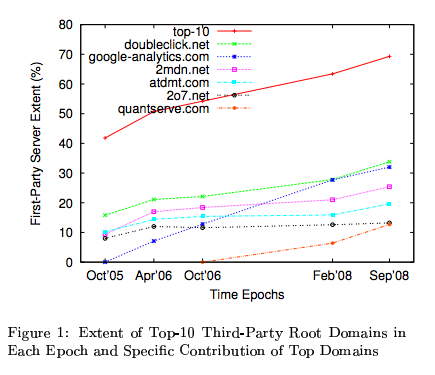 80
70
60
50
40
30
20
10
0
First-Party Server Extent (%)
top-10
doubleclick.net
google-analytics.com
2mdn.net
atdmt.com
2o7.net
quantserve.com
Oct'05 Apr'06 Oct'06 Feb'08 Sep'08
Time Epochs
Figure 1: Extent of Top-10 Third-Party Root Domains in
Each Epoch and Specific Contribution of Top Domains